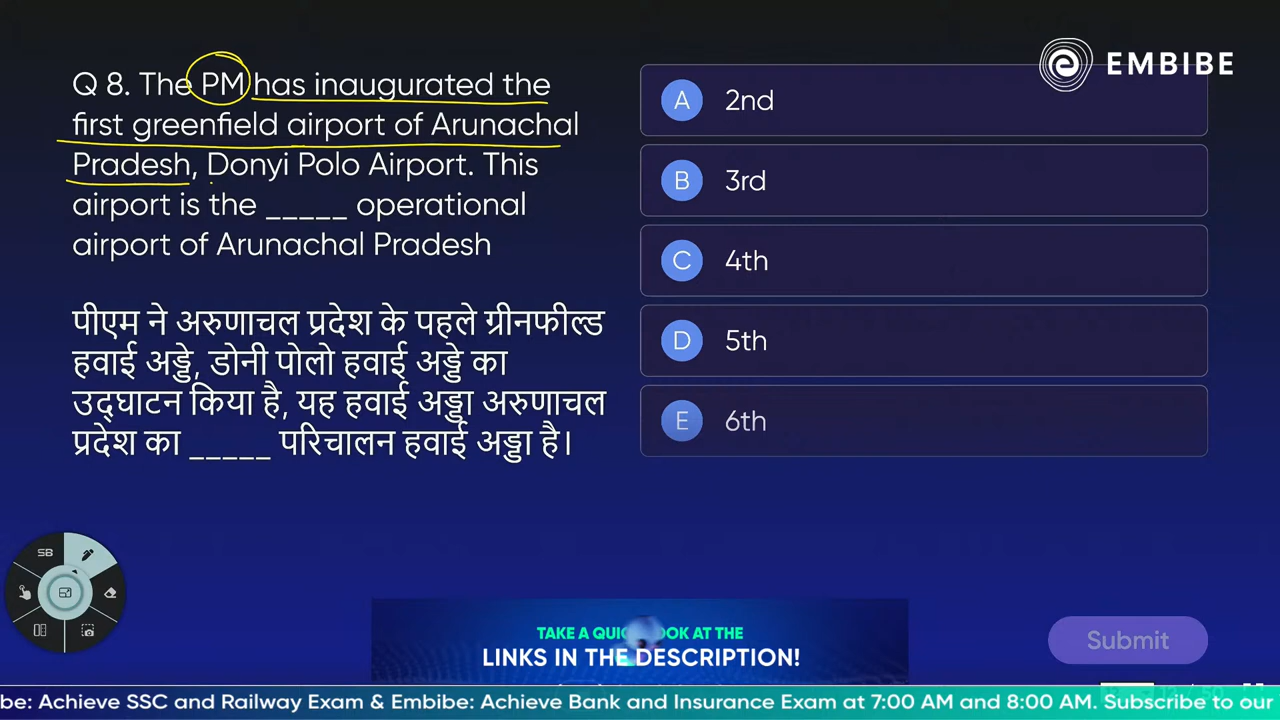 EMBIBE
Q 8. The PM has inaugurated the
first greenfield airport of Arunachal
Pradesh, Donyi Polo Airport. This
airport is the _____ operational
airport of Arunachal Pradesh
पीएम ने अरुणाचल प्रदेश के पहले ग्रीनफील्ड
हवाई अड्डे, डोनी पोलो हवाई अड्डे का
उद्घाटन किया है, यह हवाई अड्डा अरुणाचल
प्रदेश का _____ परिचालन हवाई अड्डा है।
A 2nd
B 3rd
C 4th
D 5th
E 6th
SB
TAKE A QUICK LOOK AT THE
LINKS IN THE DESCRIPTION!
Submit
be: Achieve SSC and Railway Exam & Embibe: Achieve Bank and Insurance Exam at 7:00 AM and 8:00 AM. Subscribe to our